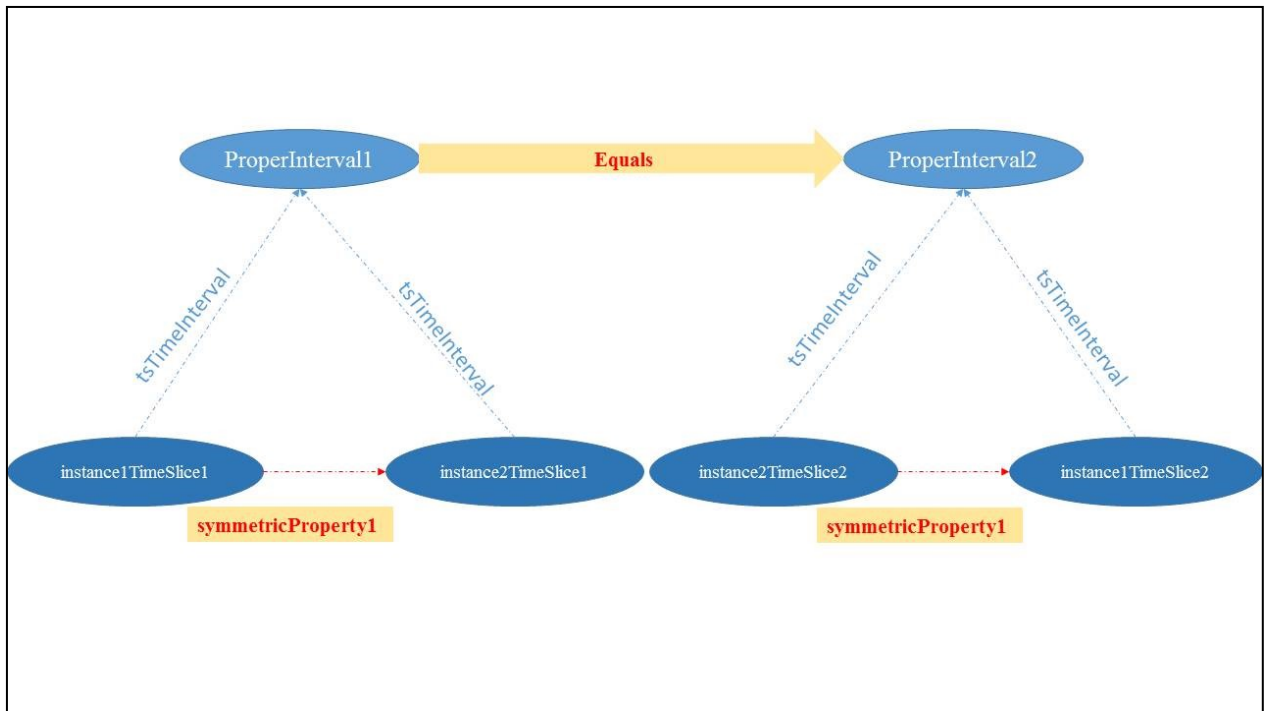 ProperInterval1
Equals
ProperInterval2
tsTimeInterval
tsTimeInterval
tsTimeInterval
tsTimeInterval
instance1TimeSlice1
instance2TimeSlice1
instance2TimeSlice2
instance1TimeSlice2
symmetricProperty1
symmetricProperty1